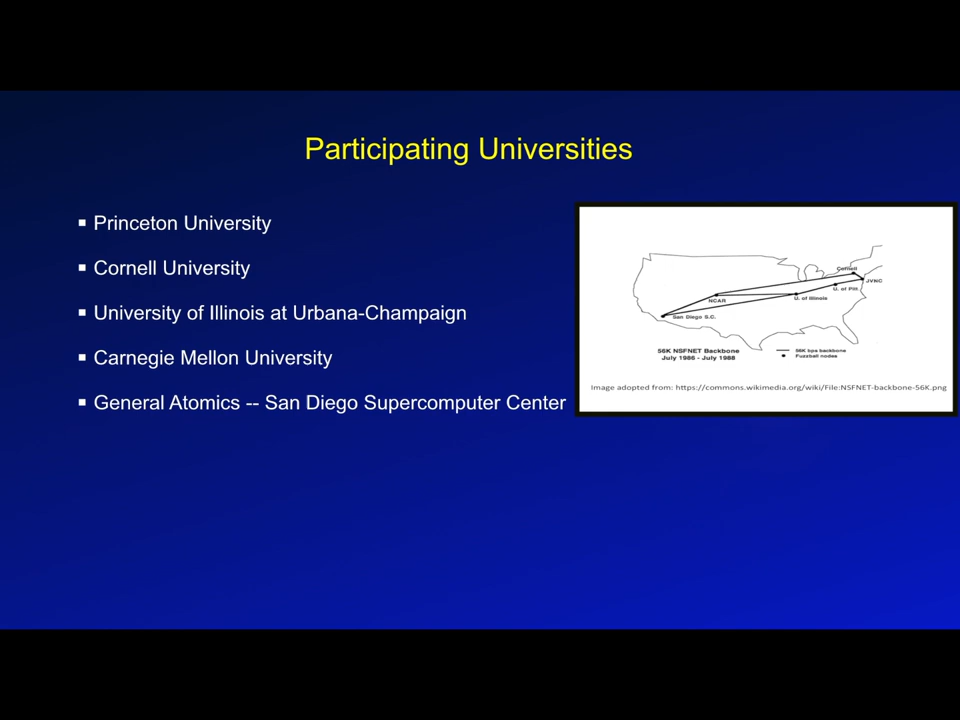 Participating Universities
▪ Princeton University
▪ Cornell University
▪ University of Illinois at Urbana-Champaign
▪ Carnegie Mellon University
▪ General Atomics -- San Diego Supercomputer Center
Cornell
JVNC
U. of Pitt
U. of Illinois
NCAR
San Diego S.C.
56K NSFNET Backbone
July 1986 - July 1988
56K bps backbone
Fuzzball nodes
Image adopted from: https://commons.wikimedia.org/wiki/File:NSFNET-backbone-56K.png